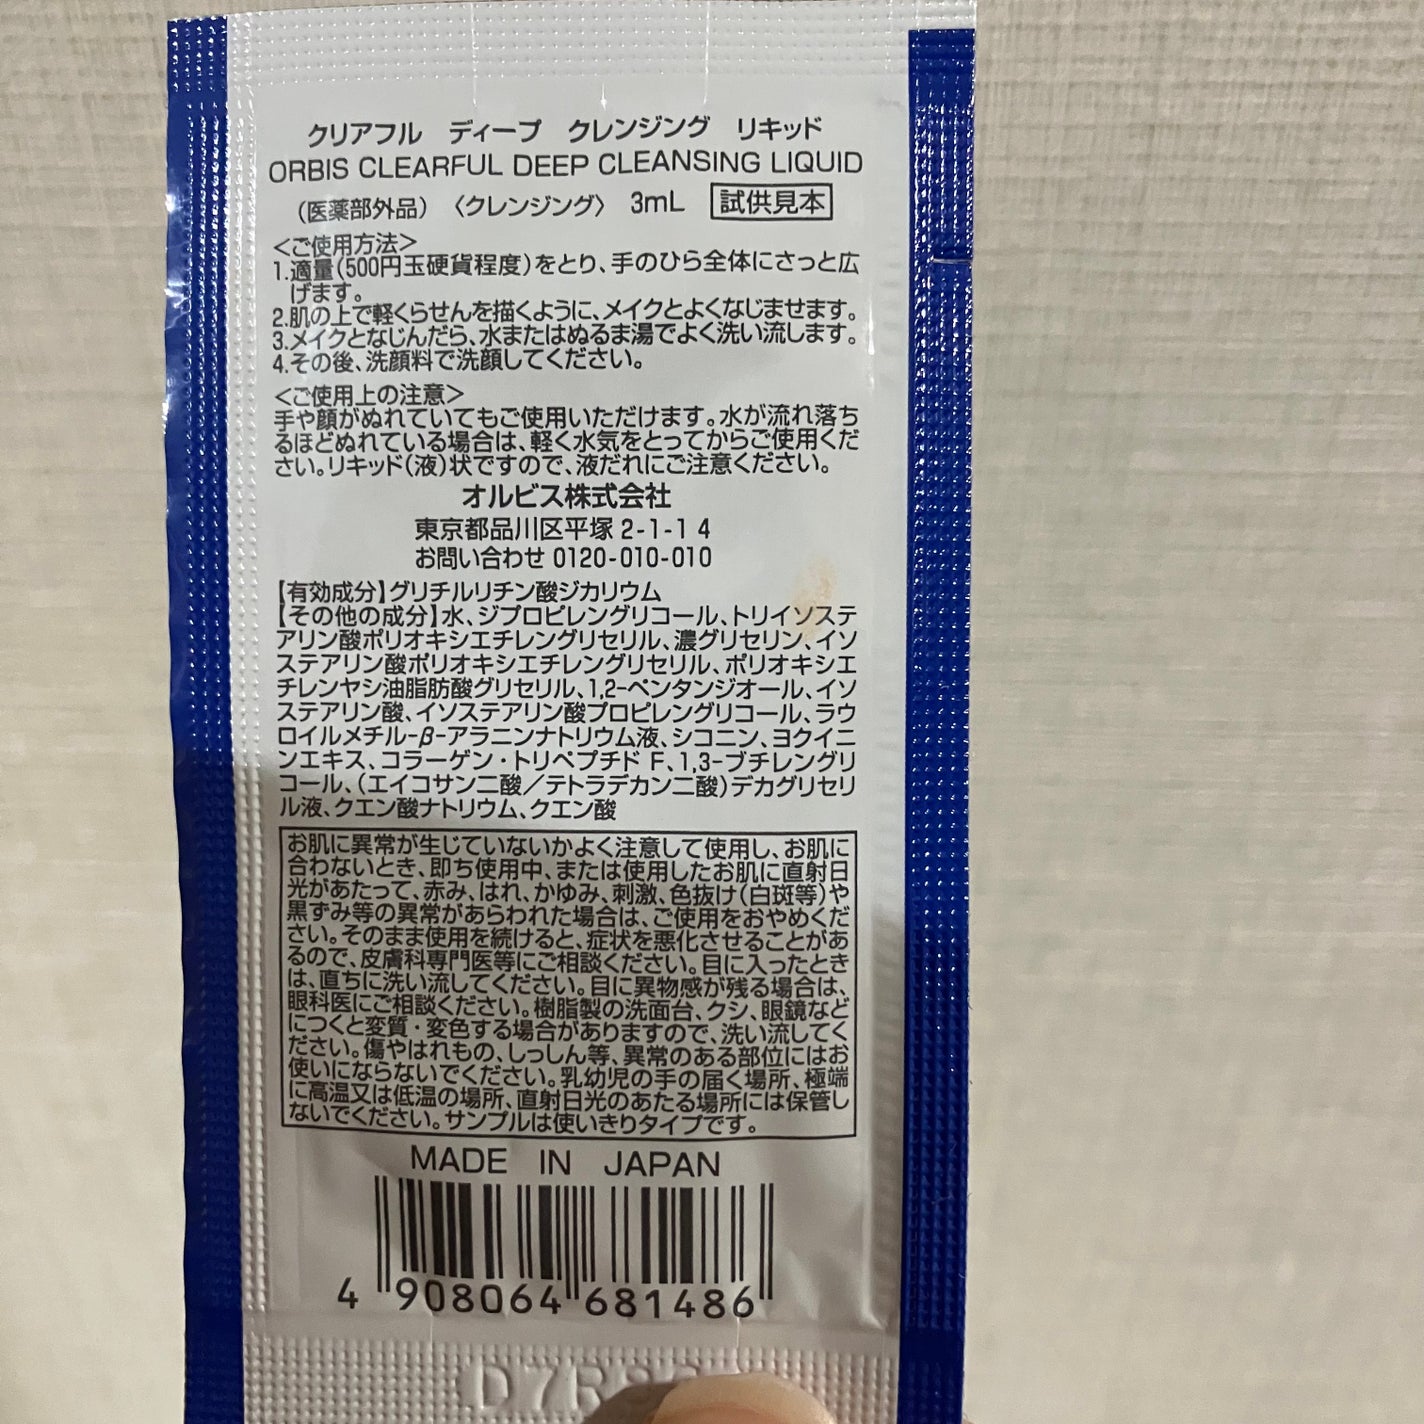 クリアフル ディープ クレンジング リキッド
ORBIS CLEARFUL DEEP CLEANSING LIQUID
（医薬部外品）〈クレンジング〉 3mL 試供見本
＜ご使用方法＞
1.適量（500円玉硬貨程度）をとり、手のひら全体にさっと広
げます。
2.肌の上で軽くらせんを描くように、メイクとよくなじませます。
3.メイクとなじんだら、水またはぬるま湯でよく洗い流します。
4.その後、洗顔料で洗顔してください。
＜ご使用上の注意＞
手や顔がぬれていてもご使用いただけます。水が流れ落ち
るほどぬれている場合は、軽く水気をとってからご使用くだ
さい。リキッド（液）状ですので、液だれにご注意ください。
オルビス株式会社
東京都品川区平塚 2-1-1 4
お問い合わせ 0120-010-010
【有効成分】グリチルリチン酸ジカリウム
【その他の成分】水、ジプロピレングリコール、トリイソステ
アリン酸ポリオキシエチレングリセリル、濃グリセリン、イソ
ステアリン酸ポリオキシエチレングリセリル、ポリオキシエ
チレンヤシ油脂肪酸グリセリル、1,2-ペンタンジオール、イソ
ステアリン酸、イソステアリン酸プロピレングリコール、ラウ
ロイルメチル-β-アラニンナトリウム液、シコニン、ヨクイニ
ンエキス、コラーゲン・トリペプチド F、1,3-ブチレングリ
コール、（エイコサン二酸／テトラデカン二酸）デカグリセリ
ル液、クエン酸ナトリウム、クエン酸
お肌に異常が生じていないかよく注意して使用し、お肌に
合わないとき、即ち使用中、または使用したお肌に直射日
光があたって、赤み、はれ、かゆみ、刺激、色抜け（白斑等）や
黒ずみ等の異常があらわれた場合は、ご使用をおやめくだ
さい。そのまま使用を続けると、症状を悪化させることがあ
るので、皮膚科専門医等にご相談ください。目に入ったとき
は、直ちに洗い流してください。目に異物感が残る場合は、
眼科医にご相談ください。樹脂製の洗面台、クシ、眼鏡など
につくと変質・変色する場合がありますので、洗い流してく
ださい。傷やはれもの、しっしん等、異常のある部位にはお
使いにならないでください。乳幼児の手の届く場所、極端
に高温又は低温の場所、直射日光のあたる場所には保管し
ないでください。サンプルは使いきりタイプです。
MADE IN JAPAN
4 908064 681486